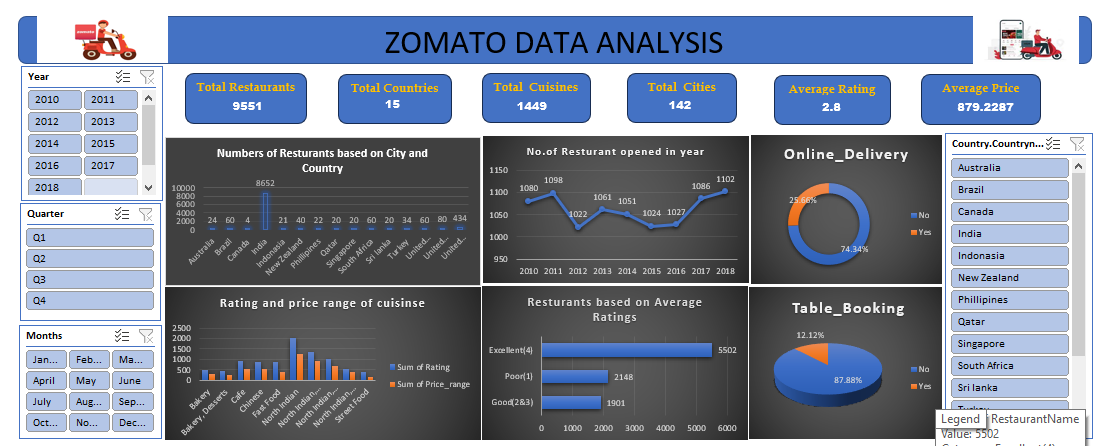 ZOMATO DATA ANALYSIS
zomato
Year
2010 2011
2012 2013
2014 2015
2016 2017
2018
Quarter
Q1
Q2
Q3
Q4
Months
Jan... Feb... Ma...
April May June
July Aug... Sep...
Oct... No... Dec...
Total Restaurants
9551
Total Countries
15
Total Cuisines
1449
Total Cities
142
Average Rating
2.8
Average Price
879.2287
Numbers of Resturants based on City and
Country
10000
8000
6000
4000
2000
0
24 60 4 8652 21 40 22 20 20 60 20 34 60 80 434
Australia
Brazil
Canada
India
Indonasia
New Zealand
Phillipines
Qatar
Singapore
South Africa
Sri lanka
Turkey
United...
United...
United...
No.of Resturant opened in year
1150
1100
1050
1000
950
1080 1098 1022 1061 1051 1024 1027 1086 1102
2010 2011 2012 2013 2014 2015 2016 2017 2018
Online_Delivery
25.66%
74.34%
No
Yes
Rating and price range of cuisinse
2500
2000
1500
1000
500
0
Bakery
Bakery, Desserts
Cafe
Chinese
Fast Food
North Indian
North Indian,...
North Indian...
North Indian,...
Street Food
Sum of Rating
Sum of Price_range
Resturants based on Average
Ratings
Excellent(4) 5502
Poor(1) 2148
Good(2&3) 1901
0 1000 2000 3000 4000 5000 6000
Table_Booking
12.12%
87.88%
No
Yes
Country.Countryn...
Australia
Brazil
Canada
India
Indonasia
New Zealand
Phillipines
Qatar
Singapore
South Africa
Sri lanka
Legend RestaurantName
Value: 5502